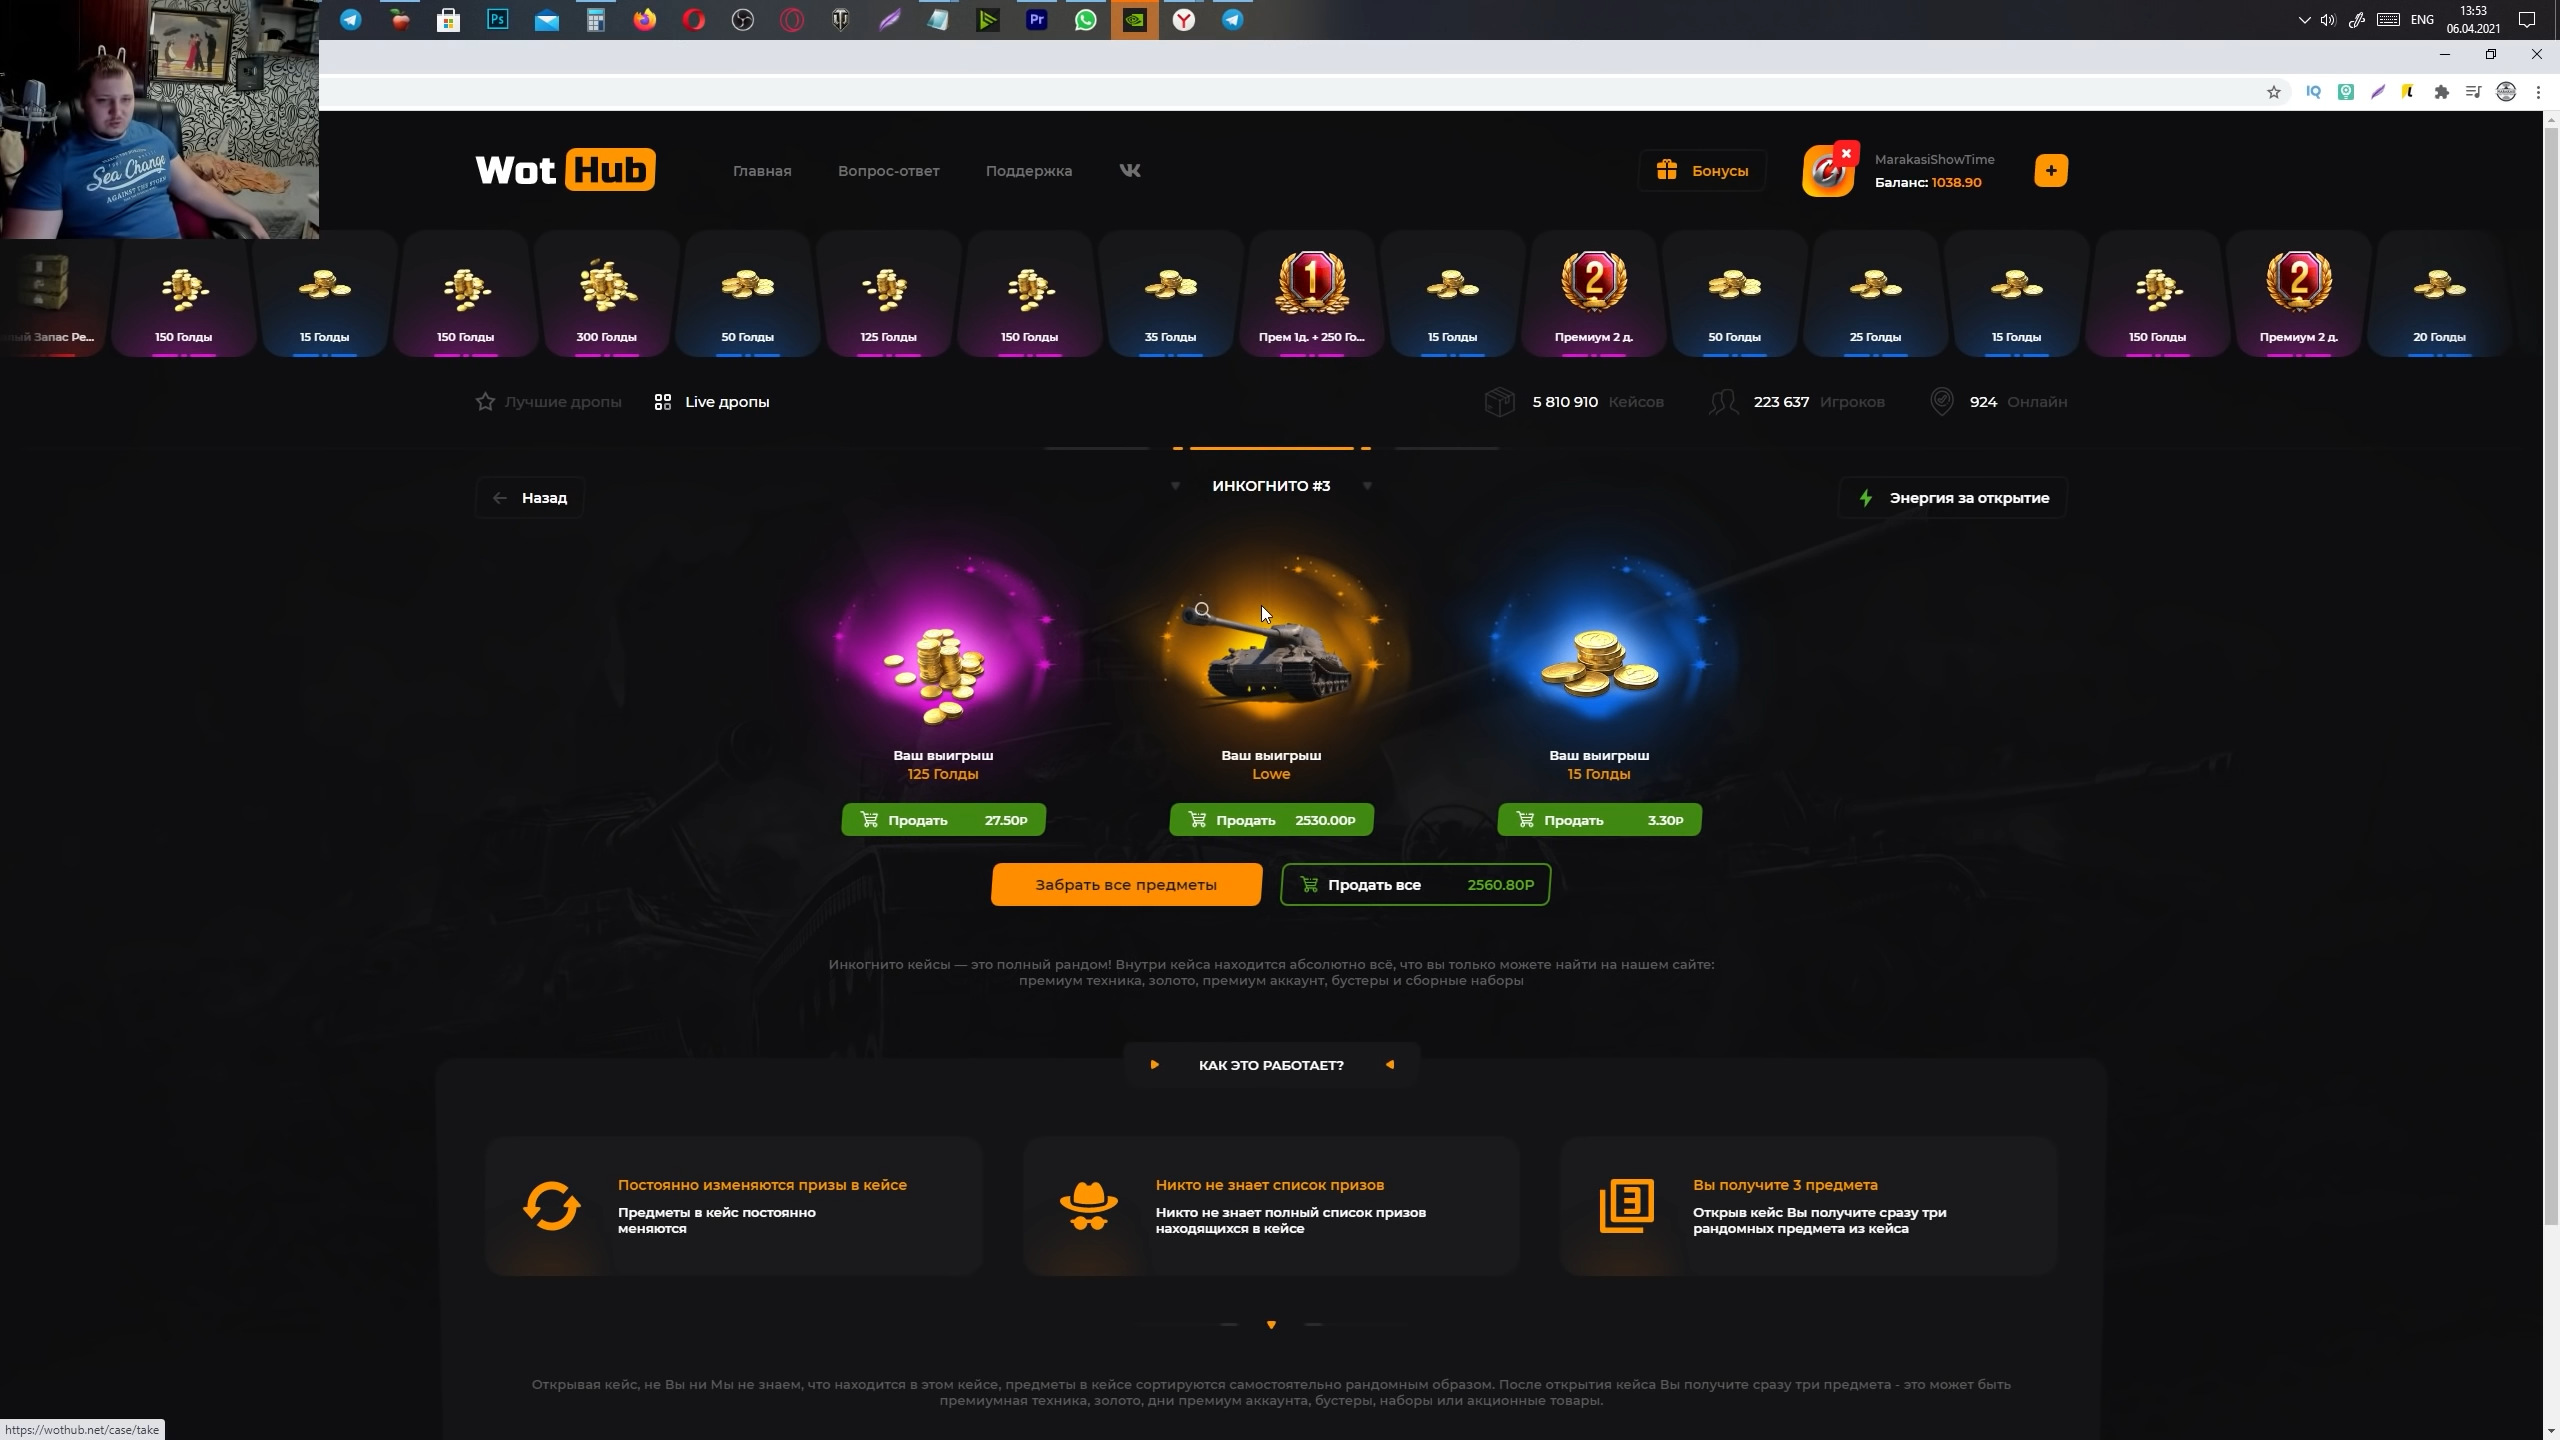 ENG
13:53
06.04.2021
Sea Change
AGAINST THE STORM
Wot Hub
Главная
Вопрос-ответ
Поддержка
Бонусы
MarakasiShowTime
Баланс: 1038.90
Запас Ре...
150 Голды
15 Голды
150 Голды
300 Голды
50 Голды
125 Голды
150 Голды
35 Голды
Прем 1д. + 250 Го...
15 Голды
Премиум 2 д.
50 Голды
25 Голды
15 Голды
150 Голды
Премиум 2 д.
20 Голды
Лучшие дропы
Live дропы
5 810 910 Кейсов
223 637 Игроков
924 Онлайн
Назад
ИНКОГНИТО #3
Энергия за открытие
Ваш выигрыш
125 Голды
Ваш выигрыш
Lowe
Ваш выигрыш
15 Голды
Продать 27.50Р
Продать 2530.00Р
Продать 3.30Р
Забрать все предметы
Продать все 2560.80Р
Инкогнито кейсы — это полный рандом! Внутри кейса находится абсолютно всё, что вы только можете найти на нашем сайте:
премиум техника, золото, премиум аккаунт, бустеры и сборные наборы
КАК ЭТО РАБОТАЕТ?
Постоянно изменяются призы в кейсе
Предметы в кейс постоянно
меняются
Никто не знает список призов
Никто не знает полный список призов
находящихся в кейсе
Вы получите 3 предмета
Открыв кейс Вы получите сразу три
рандомных предмета из кейса
Открывая кейс, не Вы ни Мы не знаем, что находится в этом кейсе, предметы в кейсе сортируются самостоятельно рандомным образом. После открытия кейса Вы получите сразу три предмета - это может быть
премиумная техника, золото, дни премиум аккаунта, бустеры, наборы или акционные товары.
https://wothub.net/case/take